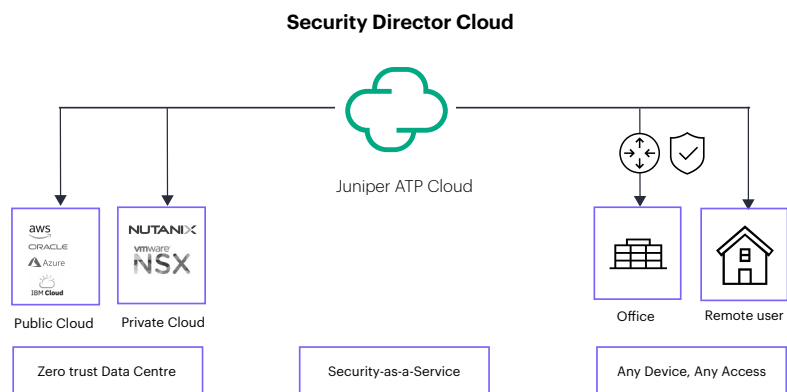 Security Director Cloud
Juniper ATP Cloud
aws
ORACLE
Azure
IBM Cloud
NUTANIX
vmware
NSX
Public Cloud
Private Cloud
Office
Remote user
Zero trust Data Centre
Security-as-a-Service
Any Device, Any Access